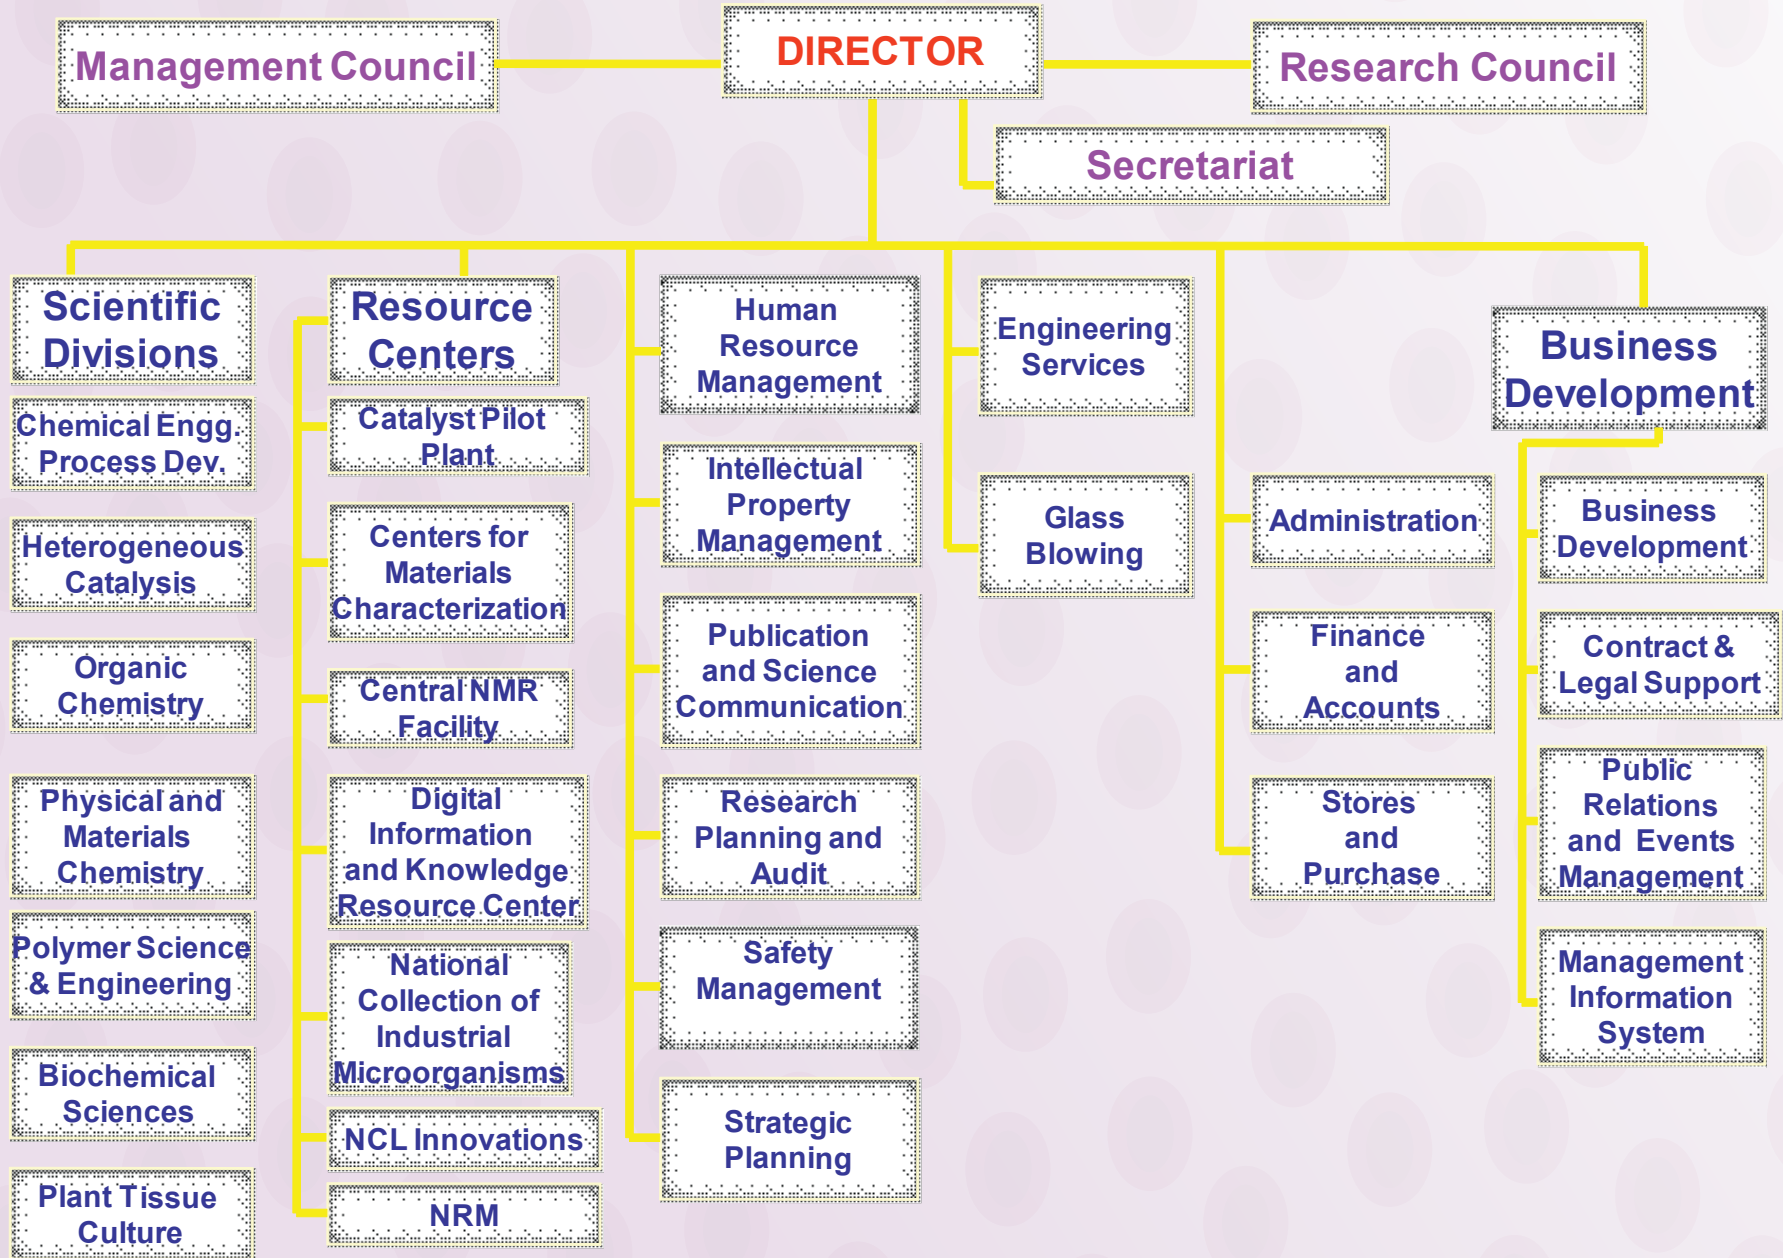 Management Council
DIRECTOR
Research Council
Secretariat
Scientific
Divisions
Chemical Engg.
Process Dev.
Heterogeneous
Catalysis
Organic
Chemistry
Physical and
Materials
Chemistry
Polymer Science
& Engineering
Biochemical
Sciences
Plant Tissue
Culture
Resource
Centers
Catalyst Pilot
Plant
Centers for
Materials
Characterization
Central NMR
Facility
Digital
Information
and Knowledge
Resource Center
National
Collection of
Industrial
Microorganisms
NCL Innovations
NRM
Human
Resource
Management
Intellectual
Property
Management
Publication
and Science
Communication
Research
Planning and
Audit
Safety
Management
Strategic
Planning
Engineering
Services
Glass
Blowing
Administration
Finance
and
Accounts
Stores
and
Purchase
Business
Development
Business
Development
Contract &
Legal Support
Public
Relations
and Events
Management
Management
Information
System